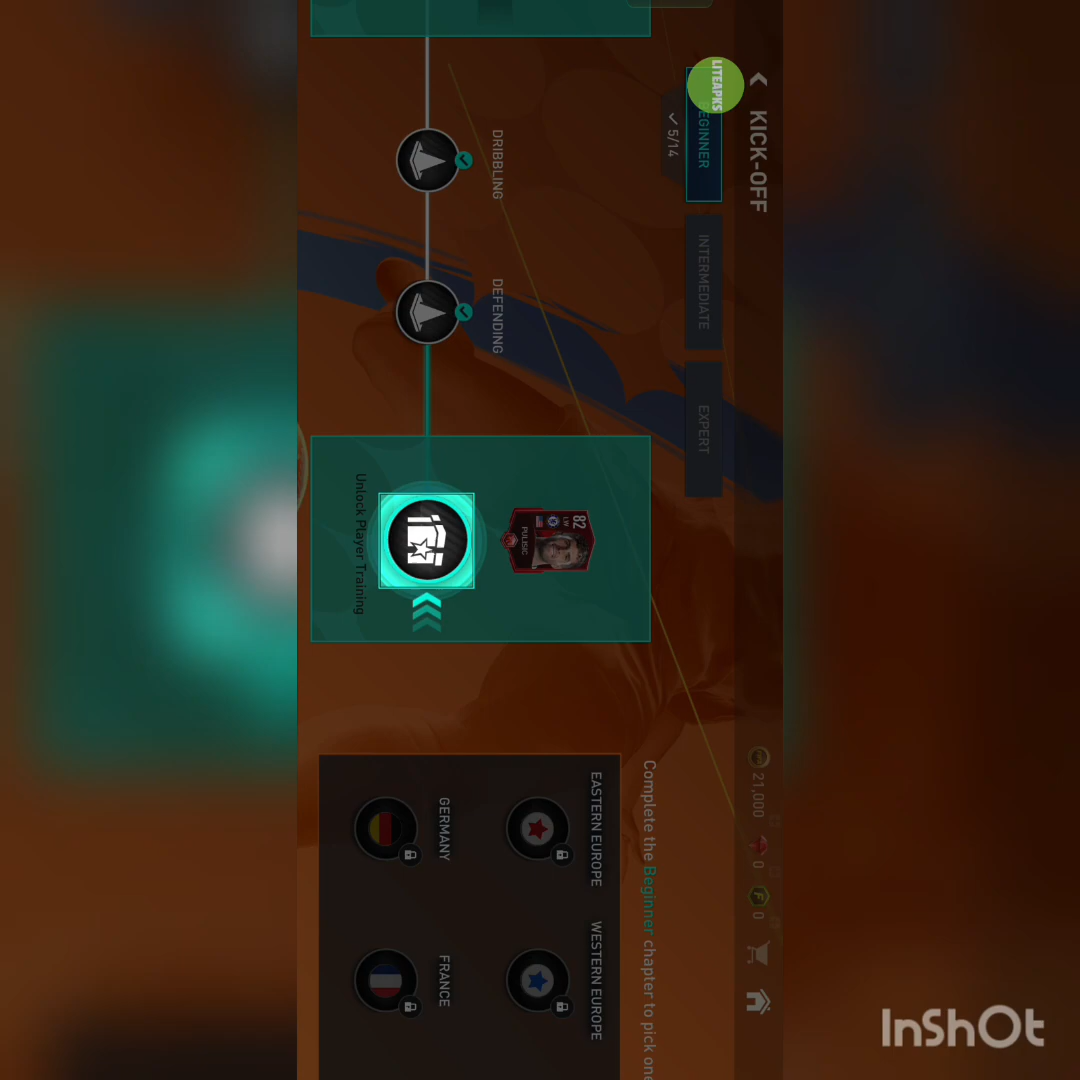 KICK-OFF
21,000
0
0
LITEAPKS
BEGINNER
INTERMEDIATE
EXPERT
5/14
Complete the Beginner chapter to pick one
DRIBBLING
DEFENDING
82
LW
PULISIC
Unlock Player Training
EASTERN EUROPE
WESTERN EUROPE
GERMANY
FRANCE
InShOt